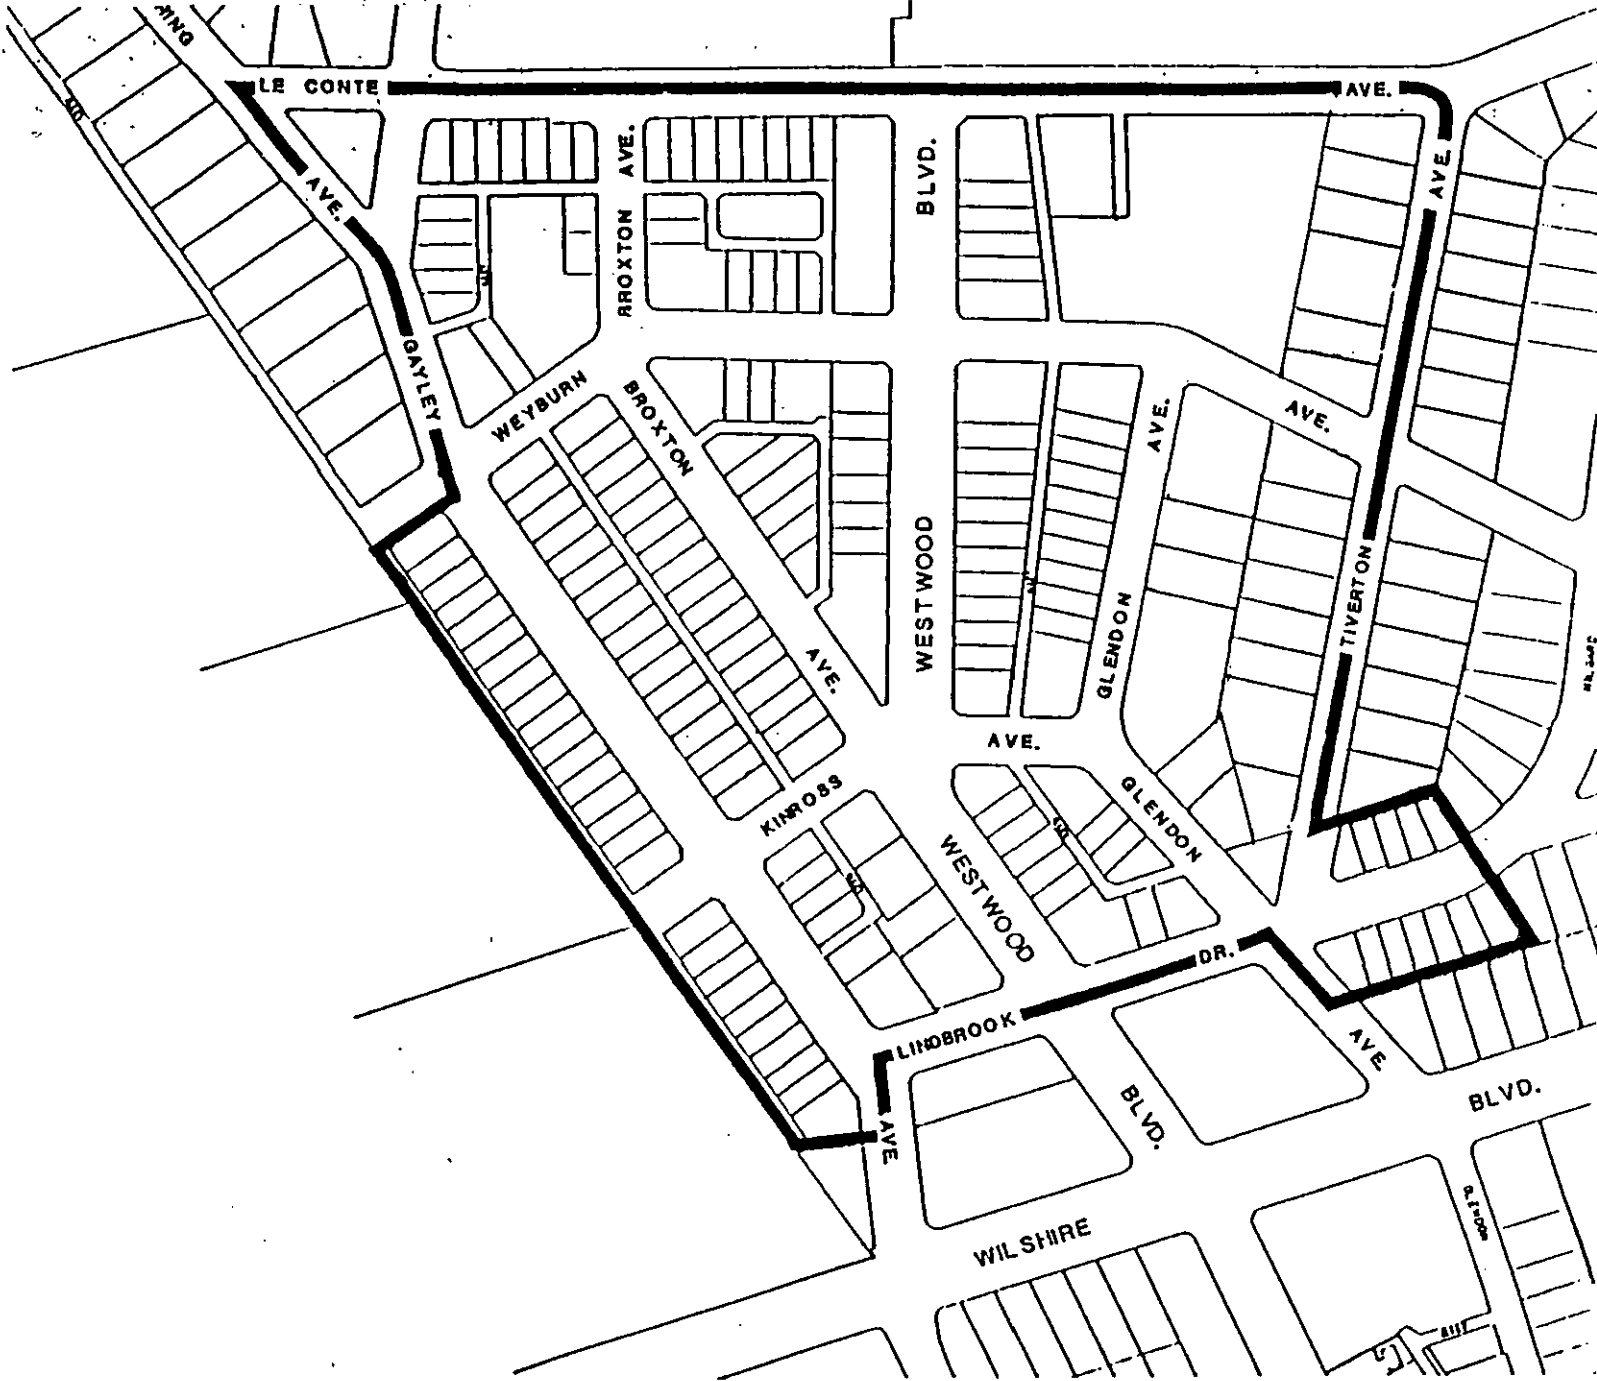 LE CONTE
AVE.
AVE.
AVE.
BROXTON AVE.
BLVD.
GAYLEY
WEYBURN
BROXTON
AVE.
AVE.
WESTWOOD
GLENDON
TIVERTON
AVE.
AVE.
KINROSS
GLENDON
WESTWOOD
DR.
LINDBROOK
AVE.
AVE
BLVD.
BLVD.
WILSHIRE
GLENDON